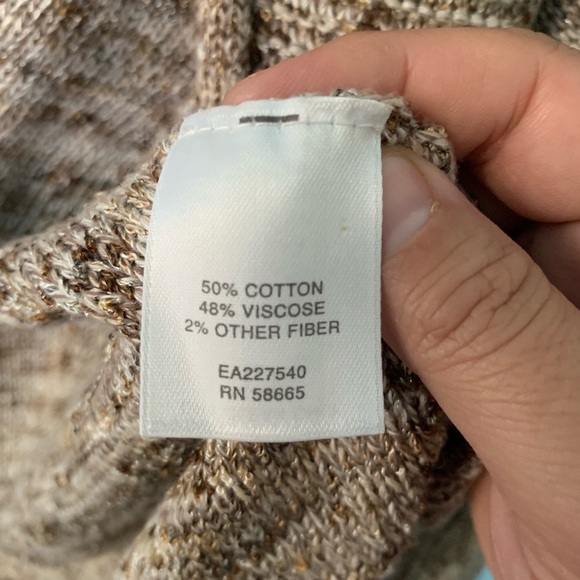 50% COTTON
48% VISCOSE
2% OTHER FIBER
EA227540
RN 58665